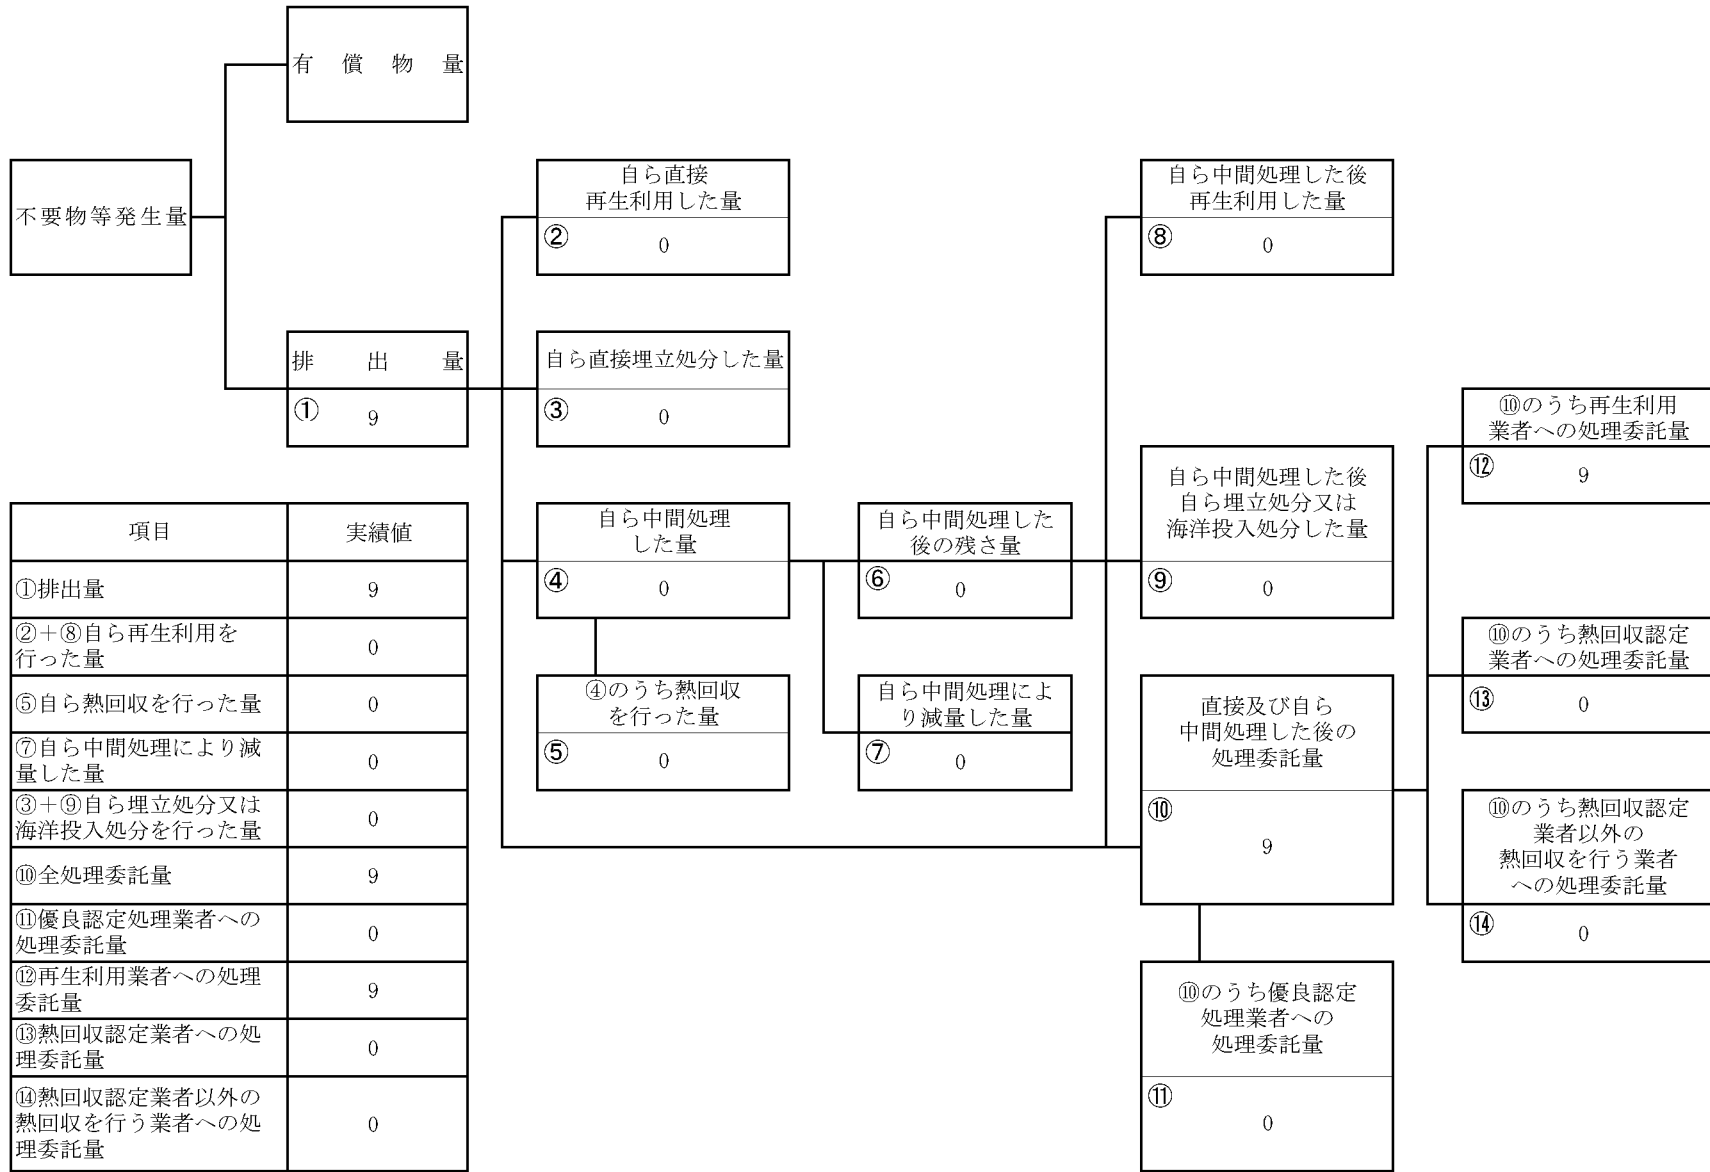 有償物量
不要物等発生量
排出量
① 9
自ら直接
再生利用した量
② 0
自ら直接埋立処分した量
③ 0
自ら中間処理
した量
④ 0
④のうち熱回収
を行った量
⑤ 0
自ら中間処理した
後の残さ量
⑥ 0
自ら中間処理によ
り減量した量
⑦ 0
自ら中間処理した後
再生利用した量
⑧ 0
自ら中間処理した後
自ら埋立処分又は
海洋投入処分した量
⑨ 0
直接及び自ら
中間処理した後の
処理委託量
⑩
9
⑩のうち優良認定
処理業者への
処理委託量
⑪
0
⑩のうち再生利用
業者への処理委託量
⑫ 9
⑩のうち熱回収認定
業者への処理委託量
⑬ 0
⑩のうち熱回収認定
業者以外の
熱回収を行う業者
への処理委託量
⑭ 0
項目 実績値
①排出量 9
②+⑧自ら再生利用を
行った量 0
⑤自ら熱回収を行った量 0
⑦自ら中間処理により減
量した量 0
③+⑨自ら埋立処分又は
海洋投入処分を行った量 0
⑩全処理委託量 9
⑪優良認定処理業者への
処理委託量 0
⑫再生利用業者への処理
委託量 9
⑬熱回収認定業者への処
理委託量 0
⑭熱回収認定業者以外の
熱回収を行う業者への処 0
理委託量